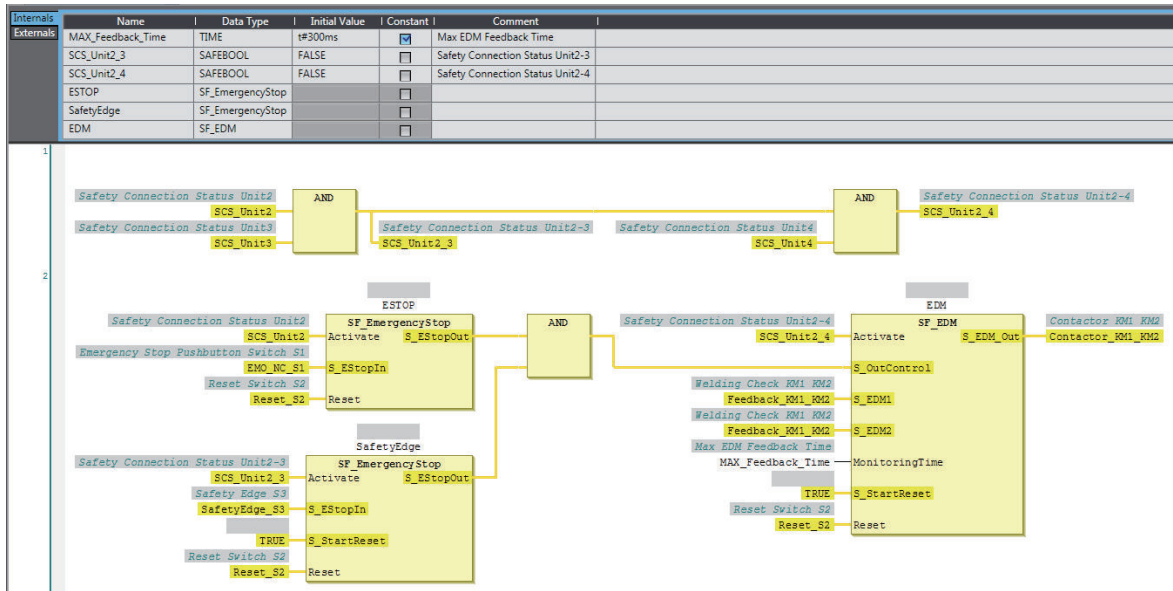 Internals
Externals
Name Data Type Initial Value Constant Comment
MAX_Feedback_Time TIME t#300ms Max EDM Feedback Time
SCS_Unit2_3 SAFEBOOL FALSE Safety Connection Status Unit2-3
SCS_Unit2_4 SAFEBOOL FALSE Safety Connection Status Unit2-4
ESTOP SF_EmergencyStop
SafetyEdge SF_EmergencyStop
EDM SF_EDM
1
Safety Connection Status Unit2 AND AND Safety Connection Status Unit2-4
SCS_Unit2 SCS_Unit2_4
Safety Connection Status Unit3 Safety Connection Status Unit2-3 Safety Connection Status Unit4
SCS_Unit3 SCS_Unit2_3 SCS_Unit4
2
ESTOP EDM
Safety Connection Status Unit2 SF_EmergencyStop AND Safety Connection Status Unit2-4 SF_EDM Contactor KM1 KM2
SCS_Unit2 Activate S_EStopOut SCS_Unit2_4 Activate S_EDM_Out Contactor_KM1_KM2
Emergency Stop Pushbutton Switch S1
EMO_NC_S1 S_EStopIn S_OutControl
Reset Switch S2 Welding Check KM1 KM2
Reset_S2 Reset Feedback_KM1_KM2 S_EDM1
Welding Check KM1 KM2
Feedback_KM1_KM2 S_EDM2
SafetyEdge Max EDM Feedback Time
Safety Connection Status Unit2-3 SF_EmergencyStop MAX_Feedback_Time MonitoringTime
SCS_Unit2_3 Activate S_EStopOut
Safety Edge S3 TRUE S_StartReset
SafetyEdge_S3 S_EStopIn Reset Switch S2
Reset_S2 Reset
TRUE S_StartReset
Reset Switch S2
Reset_S2 Reset